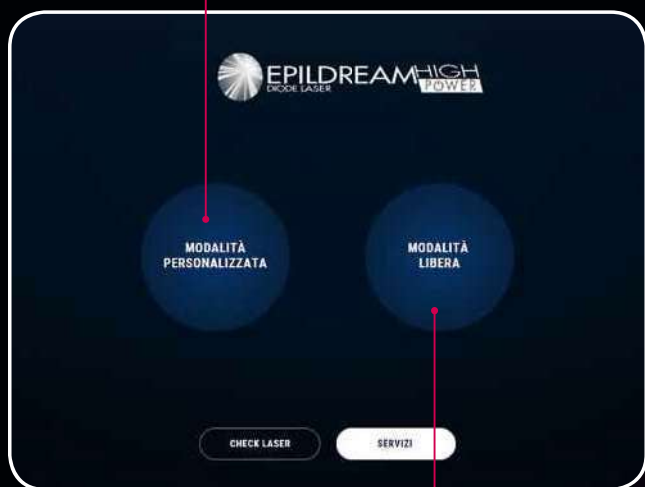 EPILDREAM HIGH
DIODE LASER POWER
MODALITÀ
PERSONALIZZATA
MODALITÀ
LIBERA
CHECK LASER
SERVIZI